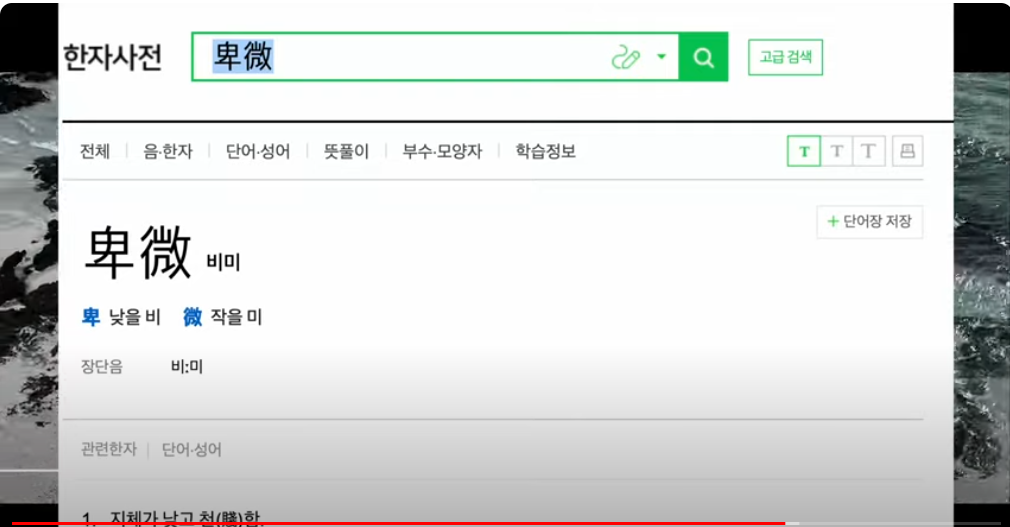 한자사전 卑微 고급 검색
전체 음·한자 단어·성어 뜻풀이 부수·모양자 학습정보 T T T
+ 단어장 저장
卑微 비미
卑 낮을 비 微 작을 미
장단음 비:미
관련한자 단어·성어
1. 지체가 낮고 천(賤)함.